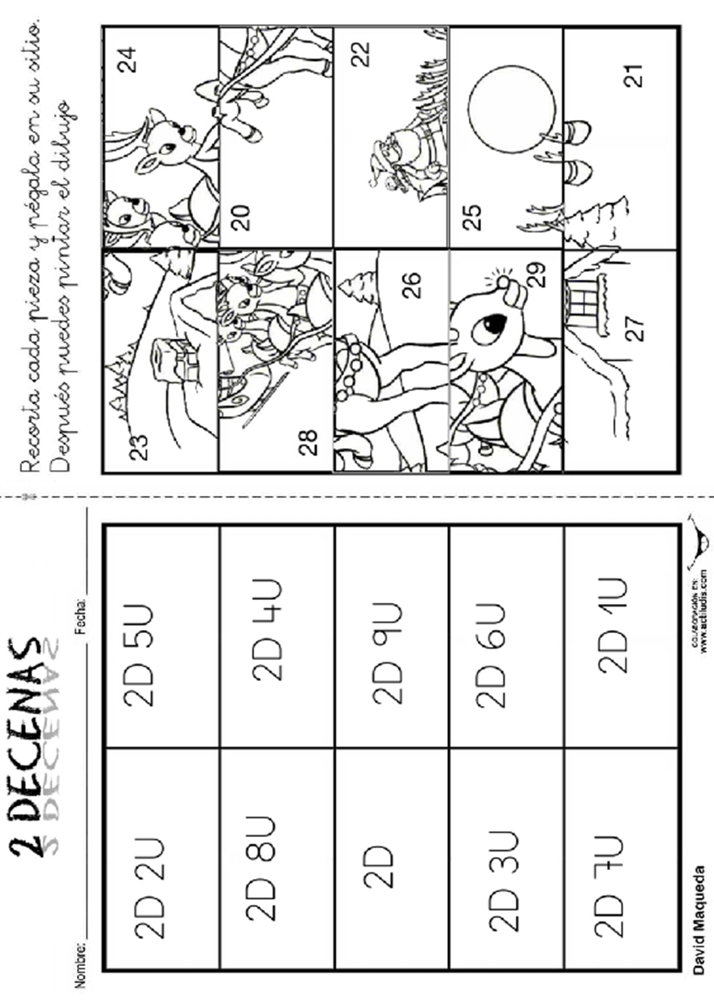 2 DECENAS
Nombre: Fecha:
2D 2U
2D 5U
2D 8U
2D 4U
2D
2D 9U
2D 3U
2D 6U
2D 7U
2D 1U
David Maqueda
COLABORACIÓN EN:
www.actiludis.com
Recorta cada pieza y pégala en su sitio.
Después puedes pintar el dibujo
23
24
28
20
26
22
29
25
27
21